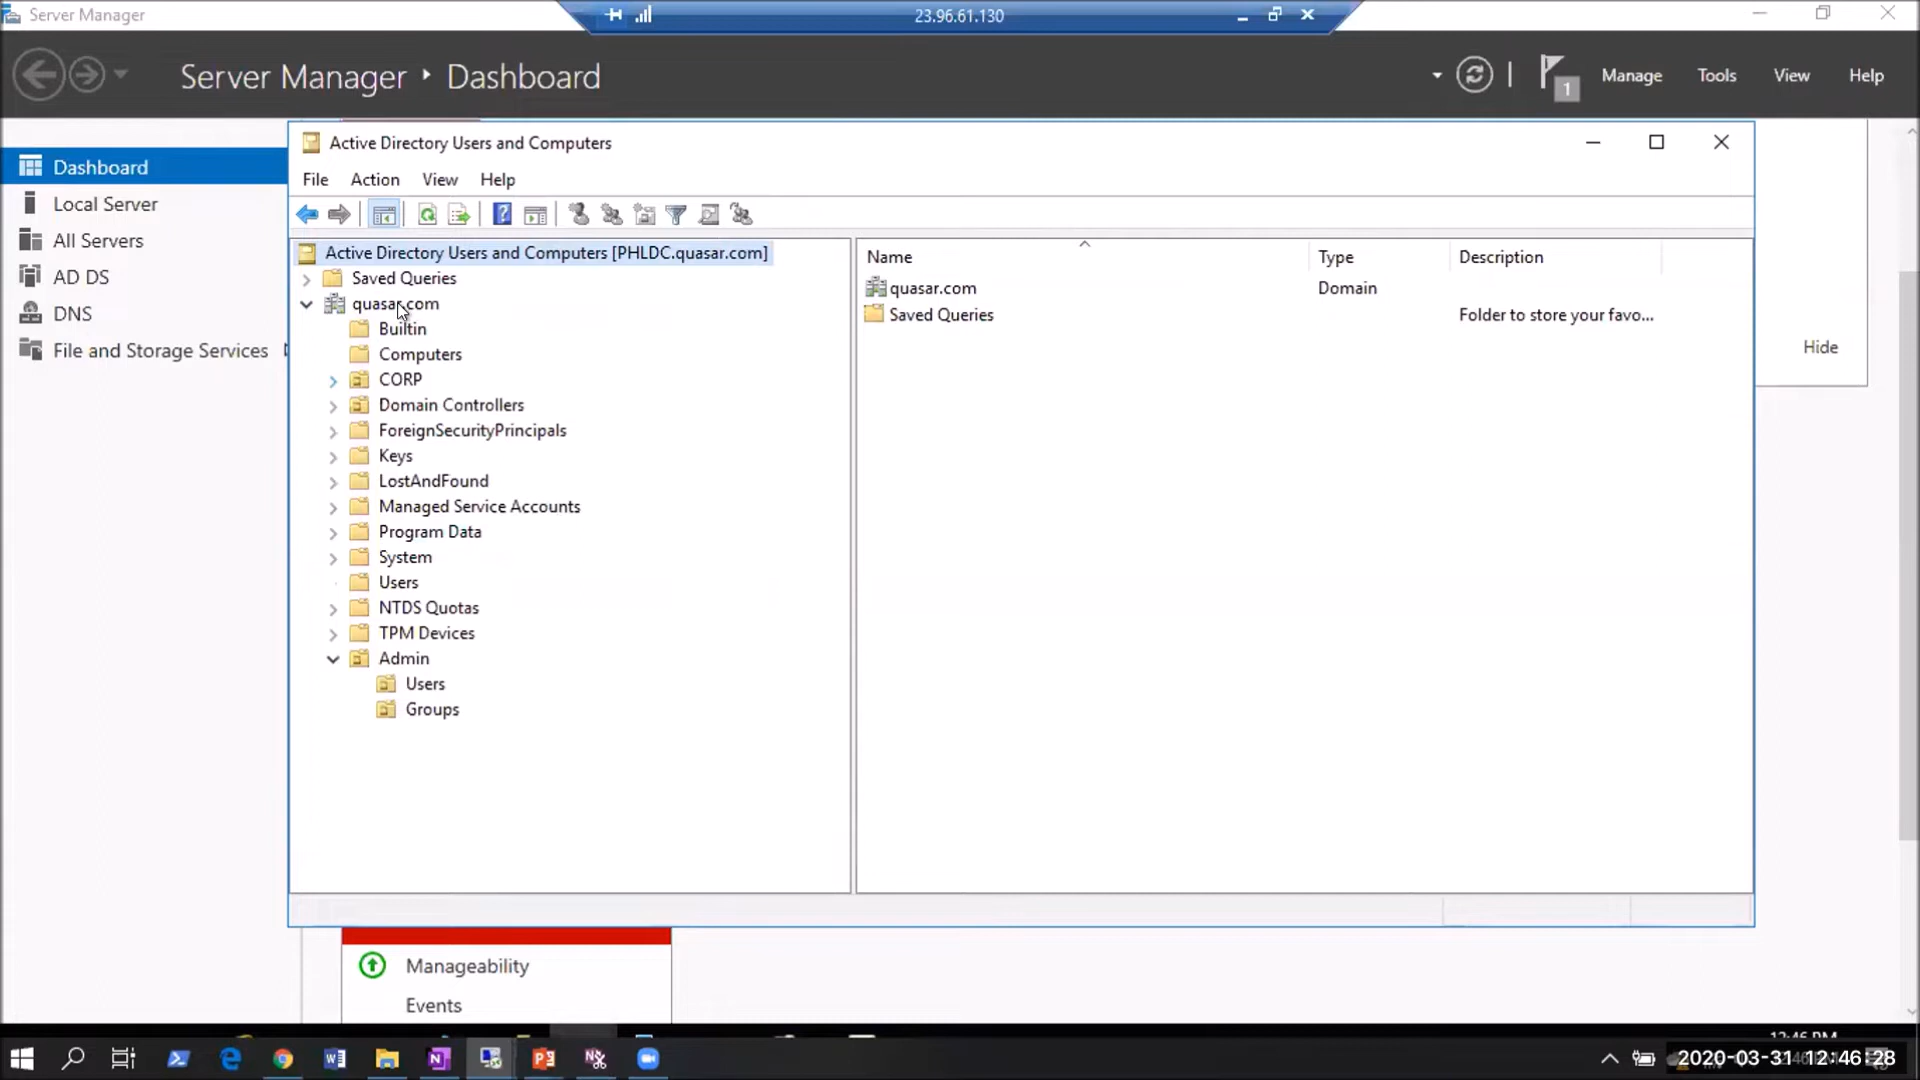 Server Manager
23.96.61.130
Server Manager ‣ Dashboard
1
Manage
Tools
View
Help
Dashboard
Local Server
All Servers
AD DS
DNS
File and Storage Services
Active Directory Users and Computers
File
Action
View
Help
Active Directory Users and Computers [PHLDC.quasar.com]
Saved Queries
quasar.com
Builtin
Computers
CORP
Domain Controllers
ForeignSecurityPrincipals
Keys
LostAndFound
Managed Service Accounts
Program Data
System
Users
NTDS Quotas
TPM Devices
Admin
Users
Groups
Name
Type
Description
quasar.com
Domain
Saved Queries
Folder to store your favo...
Hide
Manageability
Events
2020-03-31 12:46:28